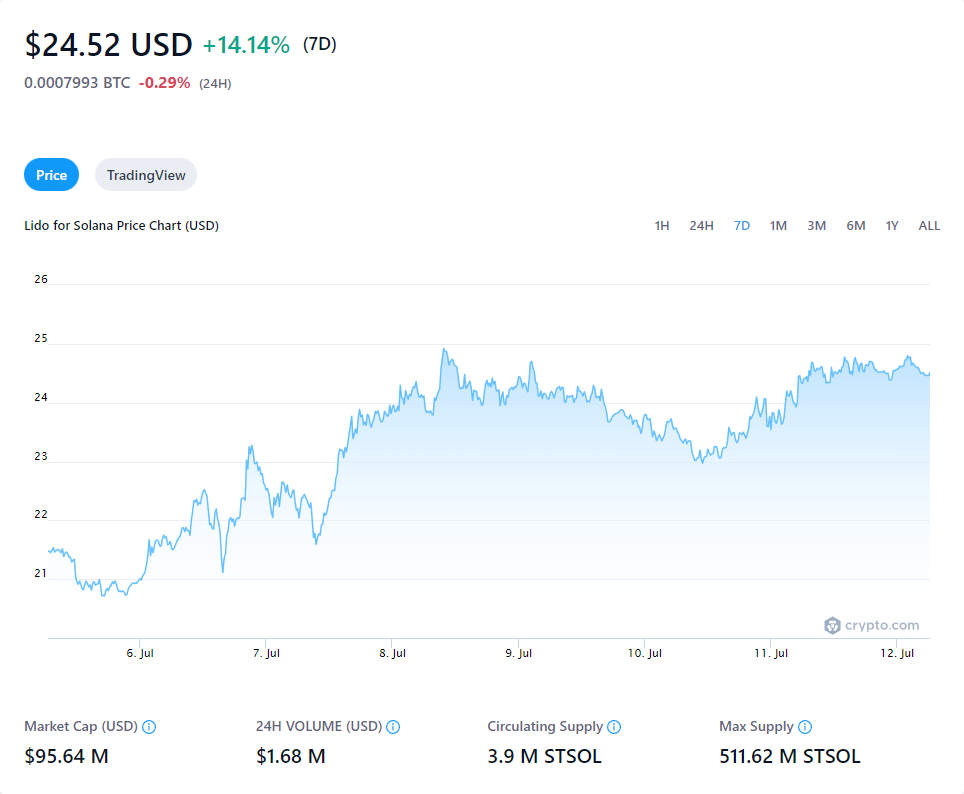 $24.52 USD +14.14% (7D)
0.0007993 BTC -0.29% (24H)
Price TradingView
Lido for Solana Price Chart (USD) 1H 24H 7D 1M 3M 6M 1Y ALL
26
25
24
23
22
21
crypto.com
6. Jul 7. Jul 8. Jul 9. Jul 10. Jul 11. Jul 12. Jul
Market Cap (USD) 24H VOLUME (USD) Circulating Supply Max Supply
$95.64 M $1.68 M 3.9 M STSOL 511.62 M STSOL